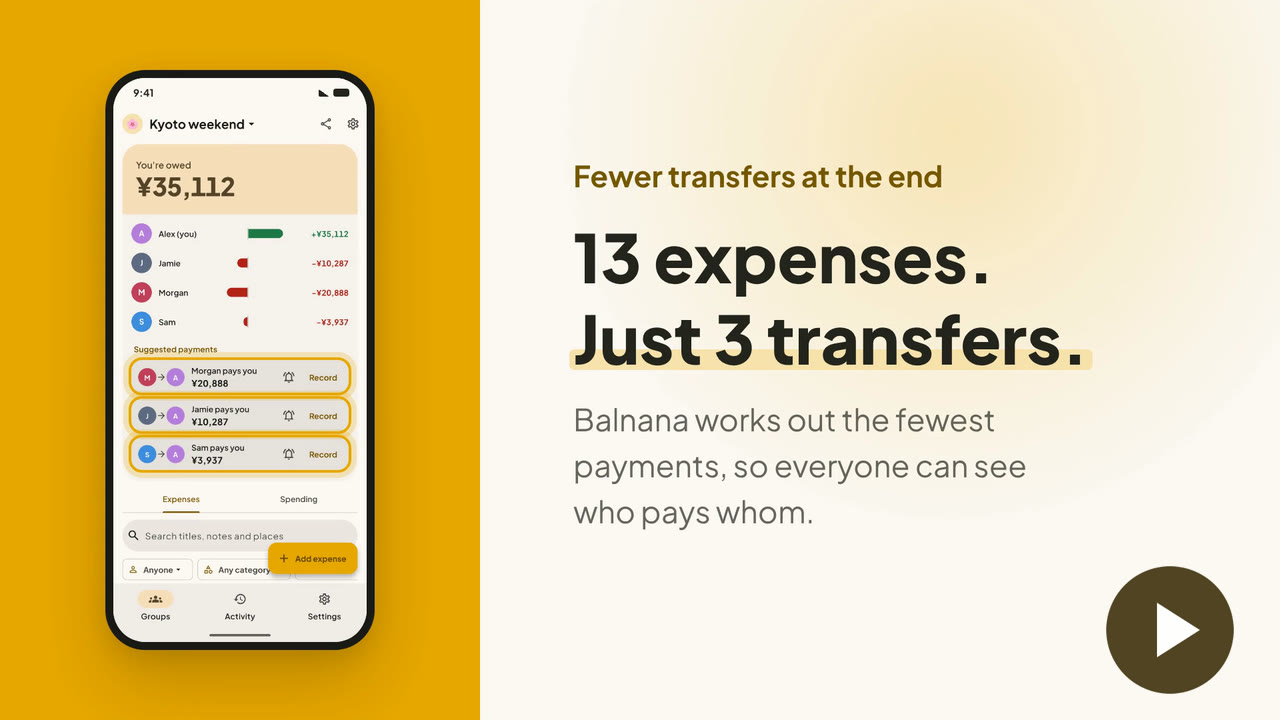 9:41
Kyoto weekend
You're owed
¥35,112
A Alex (you) +¥35,112
J Jamie -¥10,287
M Morgan -¥20,888
S Sam -¥3,937
Suggested payments
M → A Morgan pays you ¥20,888 Record
J → A Jamie pays you ¥10,287 Record
S → A Sam pays you ¥3,937 Record
Expenses Spending
Search titles, notes and places
+ Add expense
Anyone Any category
Groups Activity Settings
Fewer transfers at the end
13 expenses.
Just 3 transfers.
Balnana works out the fewest
payments, so everyone can see
who pays whom.